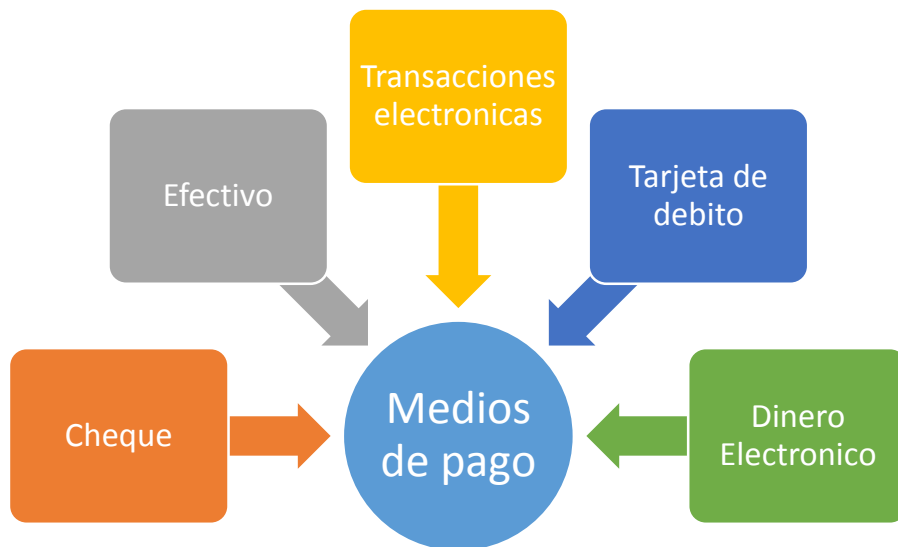 Transacciones
electronicas
Efectivo
Tarjeta de
debito
Cheque
Medios
de pago
Dinero
Electronico